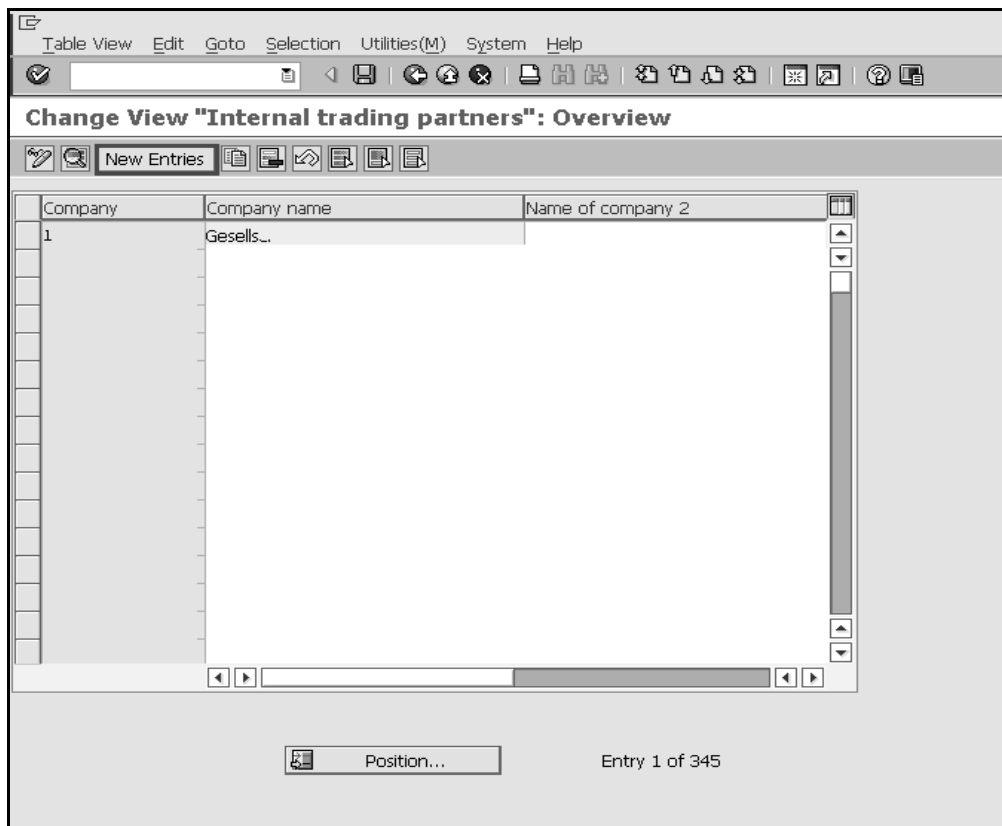 Table View Edit Goto Selection Utilities(M) System Help
Change View "Internal trading partners": Overview
New Entries
Company Company name Name of company 2
1 Gesells...
Position... Entry 1 of 345